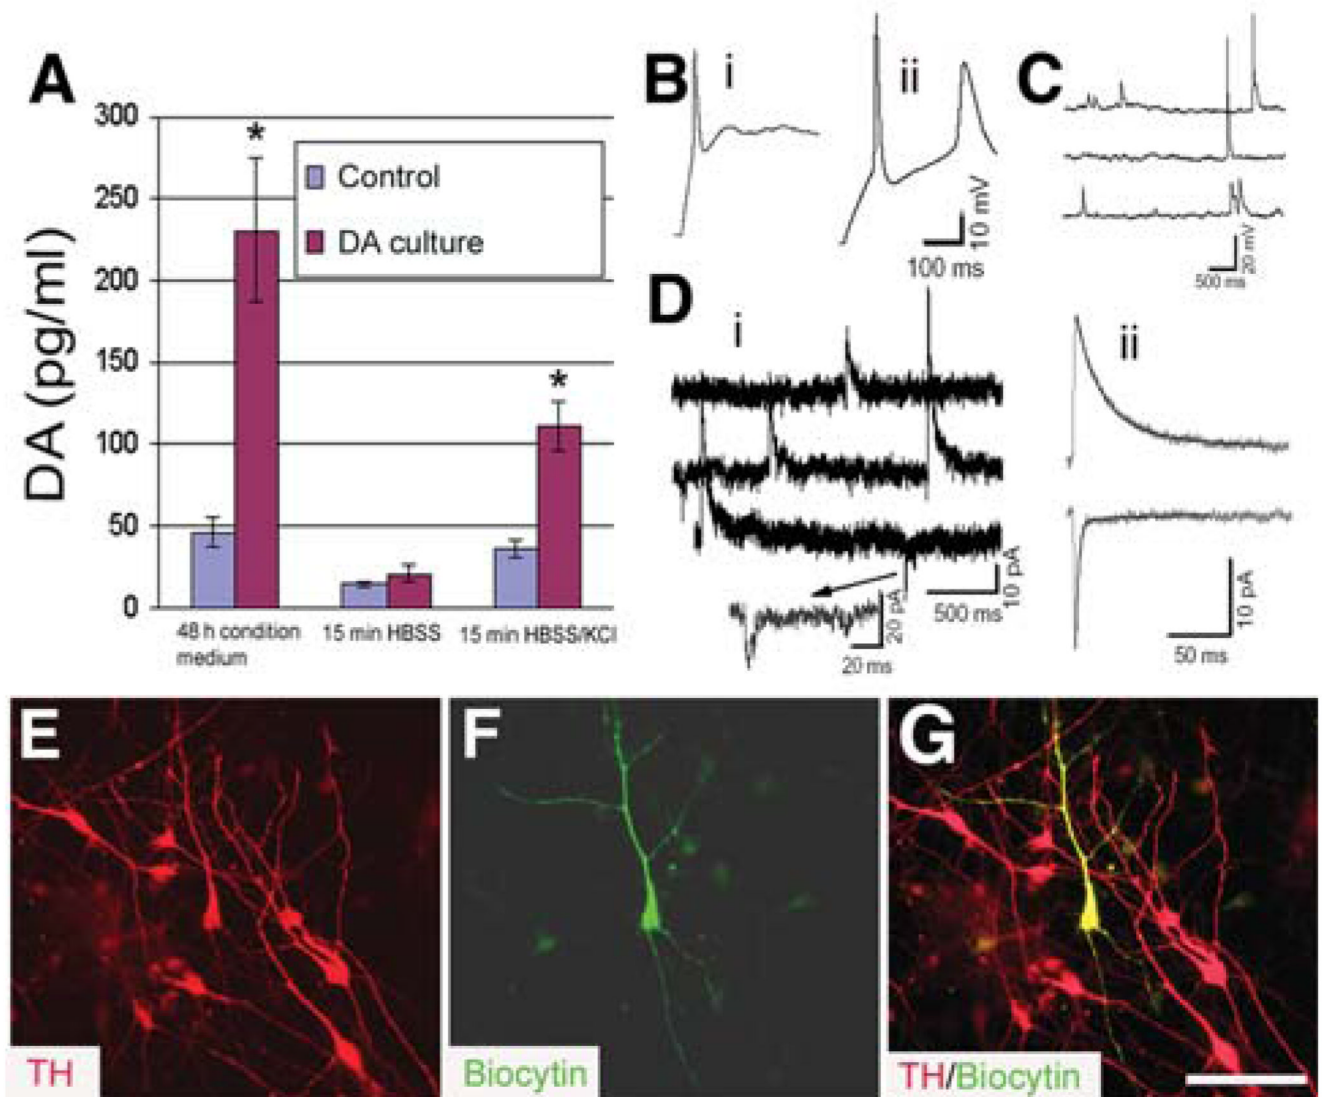 A
DA (pg/ml)
300
250
200
150
100
50
0
*
*
Control
DA culture
48 h condition
medium
15 min HBSS
15 min HBSS/KCl
B
i
ii
10 mV
100 ms
C
20 mV
500 ms
D
i
10 pA
500 ms
20 pA
20 ms
ii
10 pA
50 ms
E
TH
F
Biocytin
G
TH/Biocytin